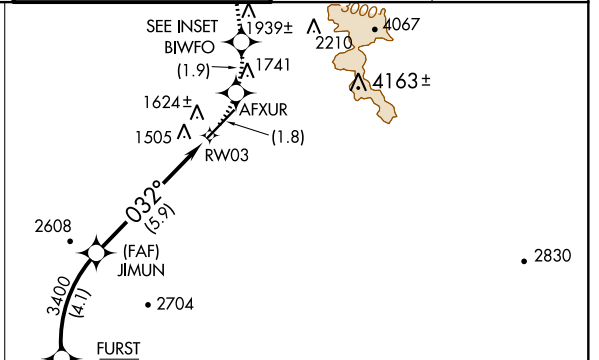 3000
1939±
4067
SEE INSET
BIWFO
2210
(1.9)
1741
4163±
1624±
AFXUR
1505
(1.8)
RW03
032°
(5.9)
2608
(FAF)
JIMUN
2830
3400
(4.1)
2704
FURST